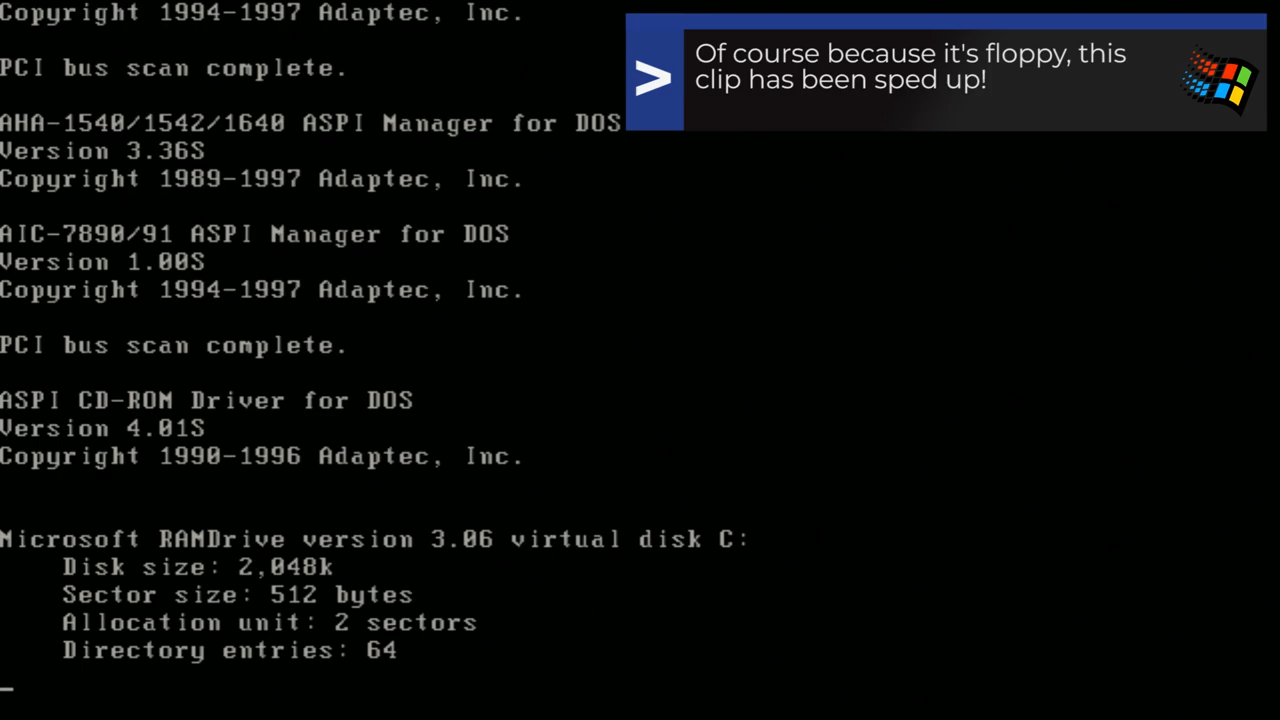 Copyright 1994-1997 Adaptec, Inc.
PCI bus scan complete.
AHA-1540/1542/1640 ASPI Manager for DOS
Version 3.36S
Copyright 1989-1997 Adaptec, Inc.
AIC-7890/91 ASPI Manager for DOS
Version 1.00S
Copyright 1994-1997 Adaptec, Inc.
PCI bus scan complete.
ASPI CD-ROM Driver for DOS
Version 4.01S
Copyright 1990-1996 Adaptec, Inc.
Microsoft RAMDrive version 3.06 virtual disk C:
Disk size: 2,048k
Sector size: 512 bytes
Allocation unit: 2 sectors
Directory entries: 64
_
>
Of course because it's floppy, this
clip has been sped up!